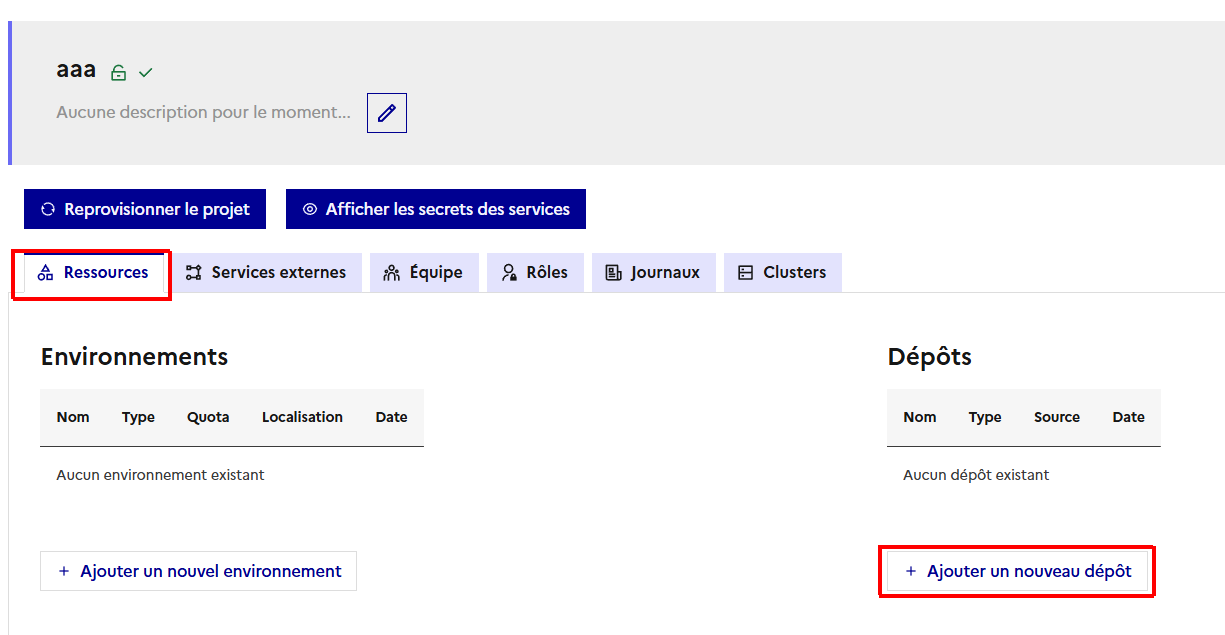 aaa
Aucune description pour le moment...
Reprovisionner le projet
Afficher les secrets des services
Ressources
Services externes
Équipe
Rôles
Journaux
Clusters
Environnements
Nom Type Quota Localisation Date
Aucun environnement existant
+ Ajouter un nouvel environnement
Dépôts
Nom Type Source Date
Aucun dépôt existant
+ Ajouter un nouveau dépôt